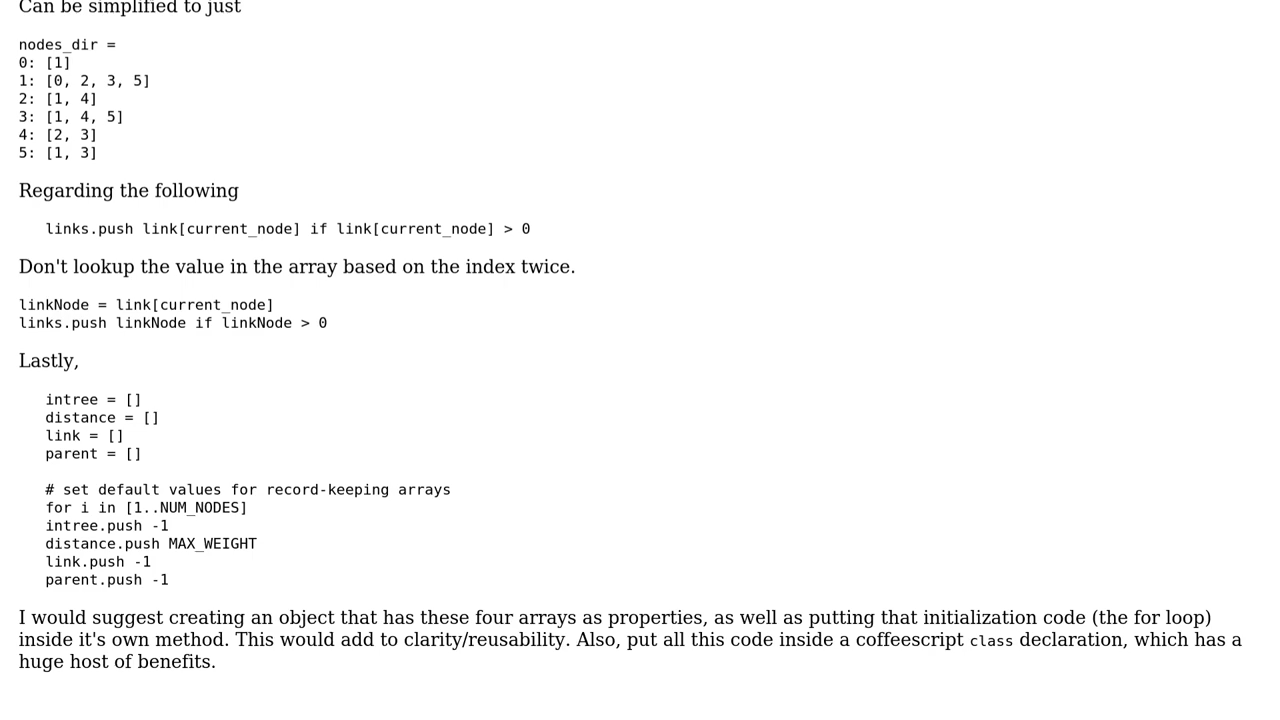 Can be simplified to just
nodes_dir =
0: [1]
1: [0, 2, 3, 5]
2: [1, 4]
3: [1, 4, 5]
4: [2, 3]
5: [1, 3]
Regarding the following
links.push link[current_node] if link[current_node] > 0
Don't lookup the value in the array based on the index twice.
linkNode = link[current_node]
links.push linkNode if linkNode > 0
Lastly,
intree = []
distance = []
link = []
parent = []
# set default values for record-keeping arrays
for i in [1..NUM_NODES]
intree.push -1
distance.push MAX_WEIGHT
link.push -1
parent.push -1
I would suggest creating an object that has these four arrays as properties, as well as putting that initialization code (the for loop)
inside it's own method. This would add to clarity/reusability. Also, put all this code inside a coffeescript class declaration, which has a
huge host of benefits.